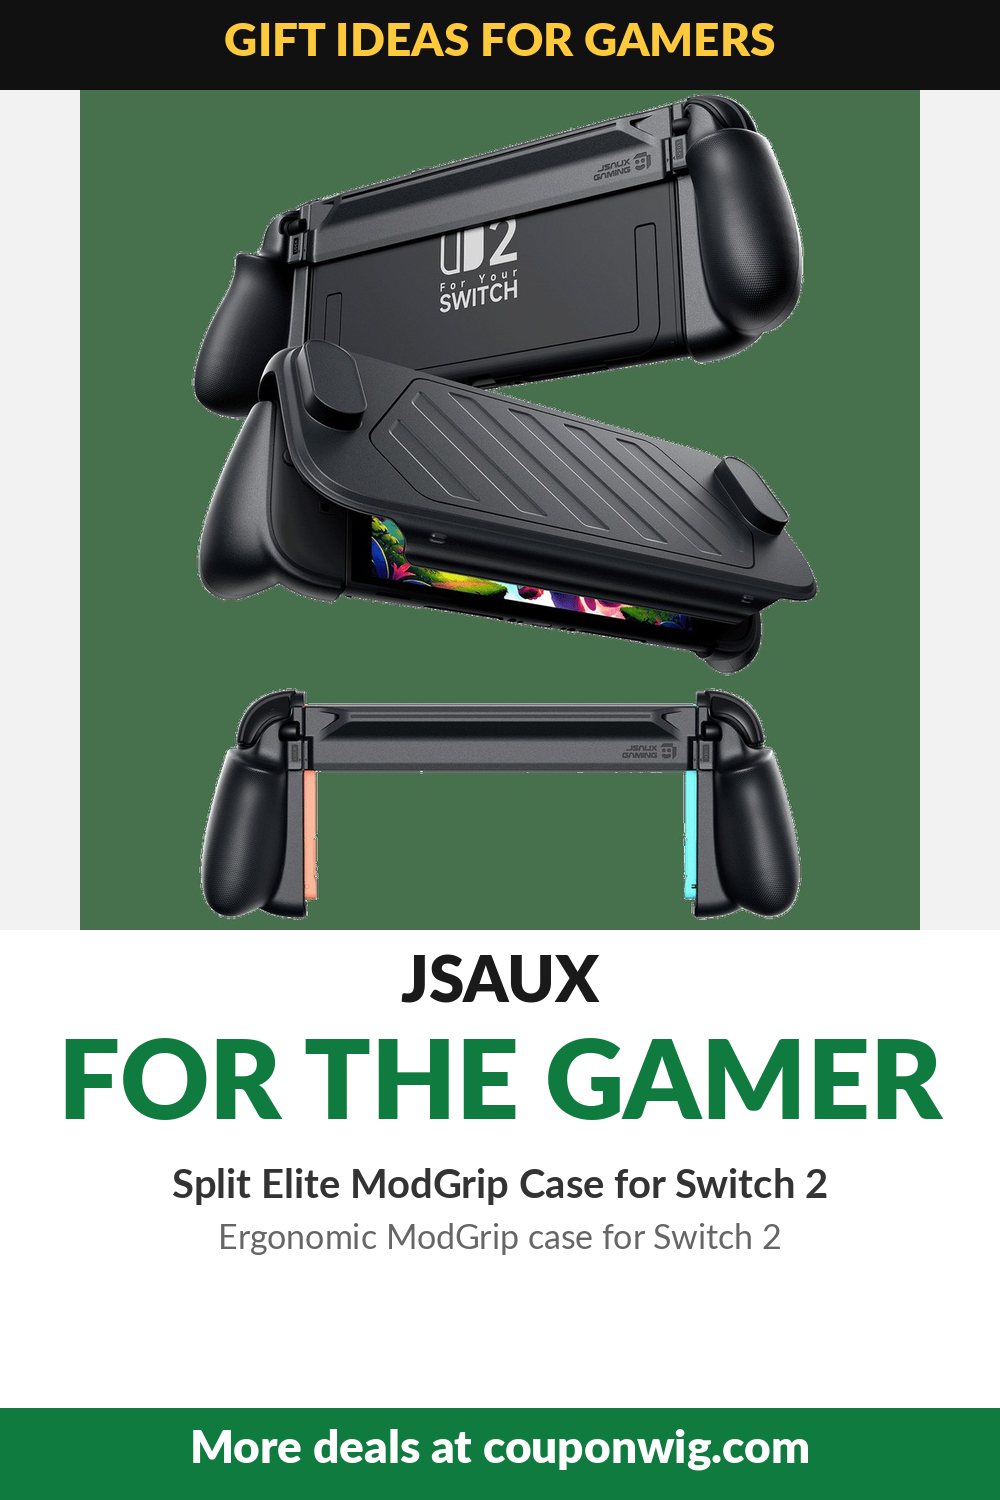 GIFT IDEAS FOR GAMERS
JSAUX
GAMING
2
For Your
SWITCH
JSAUX
GAMING
JSAUX
FOR THE GAMER
Split Elite ModGrip Case for Switch 2
Ergonomic ModGrip case for Switch 2
More deals at couponwig.com